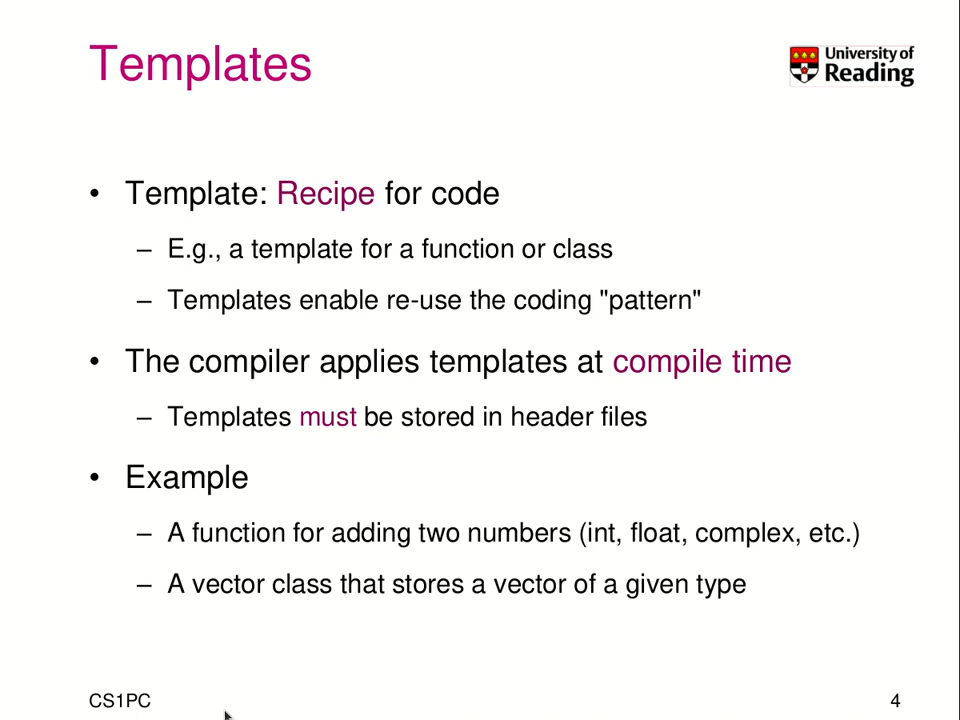 Templates
University of
Reading
• Template: Recipe for code
– E.g., a template for a function or class
– Templates enable re-use the coding "pattern"
• The compiler applies templates at compile time
– Templates must be stored in header files
• Example
– A function for adding two numbers (int, float, complex, etc.)
– A vector class that stores a vector of a given type
CS1PC
4